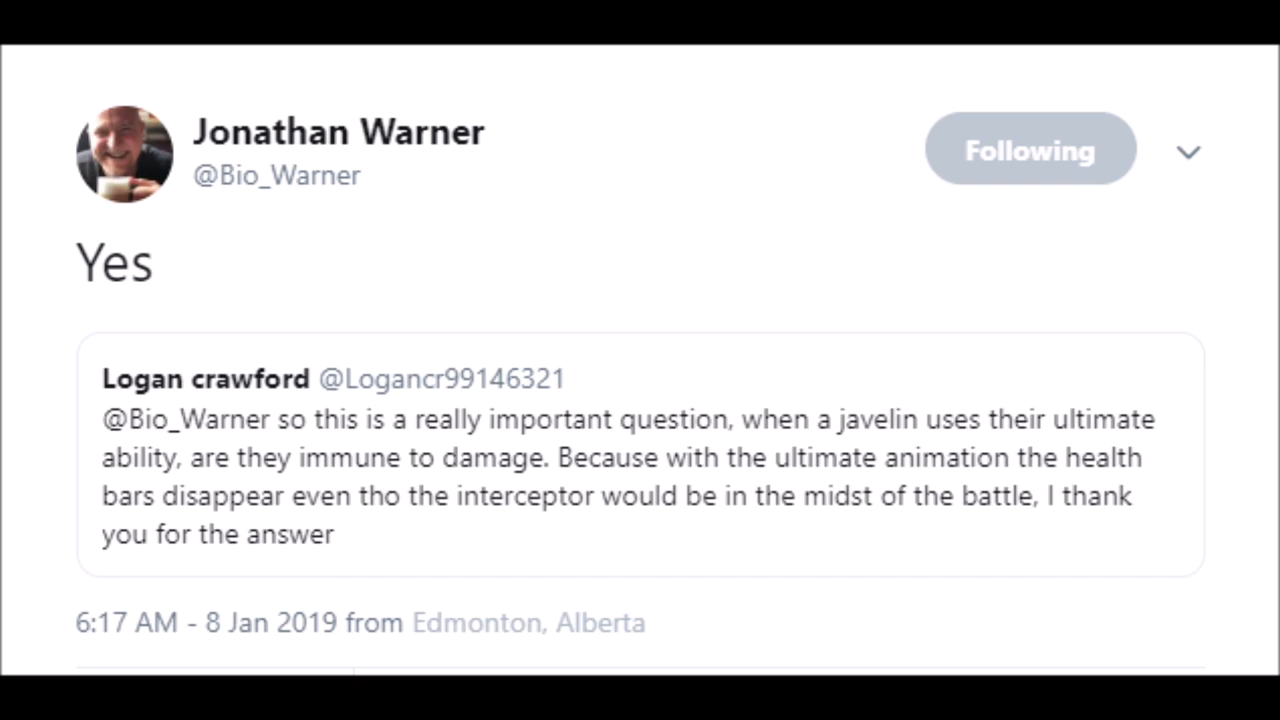 Jonathan Warner
@Bio_Warner
Following
Yes
Logan crawford @Logancr99146321
@Bio_Warner so this is a really important question, when a javelin uses their ultimate
ability, are they immune to damage. Because with the ultimate animation the health
bars disappear even tho the interceptor would be in the midst of the battle, I thank
you for the answer
6:17 AM - 8 Jan 2019 from Edmonton, Alberta